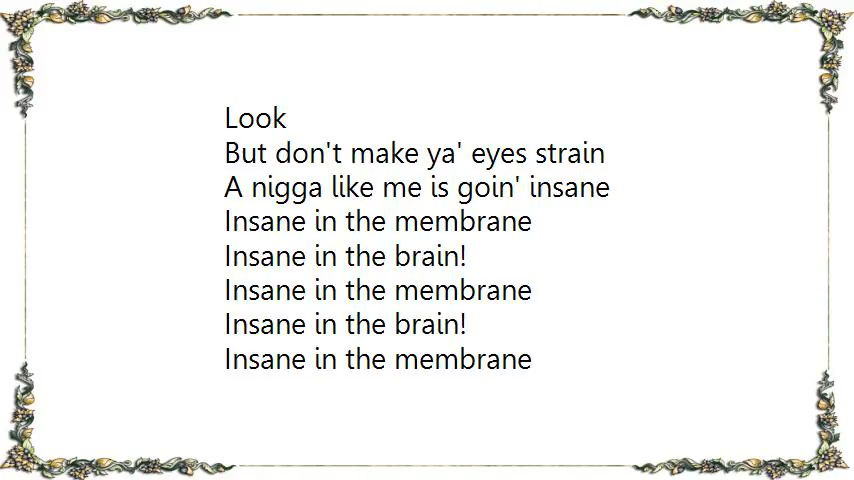 Look
But don't make ya' eyes strain
A nigga like me is goin' insane
Insane in the membrane
Insane in the brain!
Insane in the membrane
Insane in the brain!
Insane in the membrane